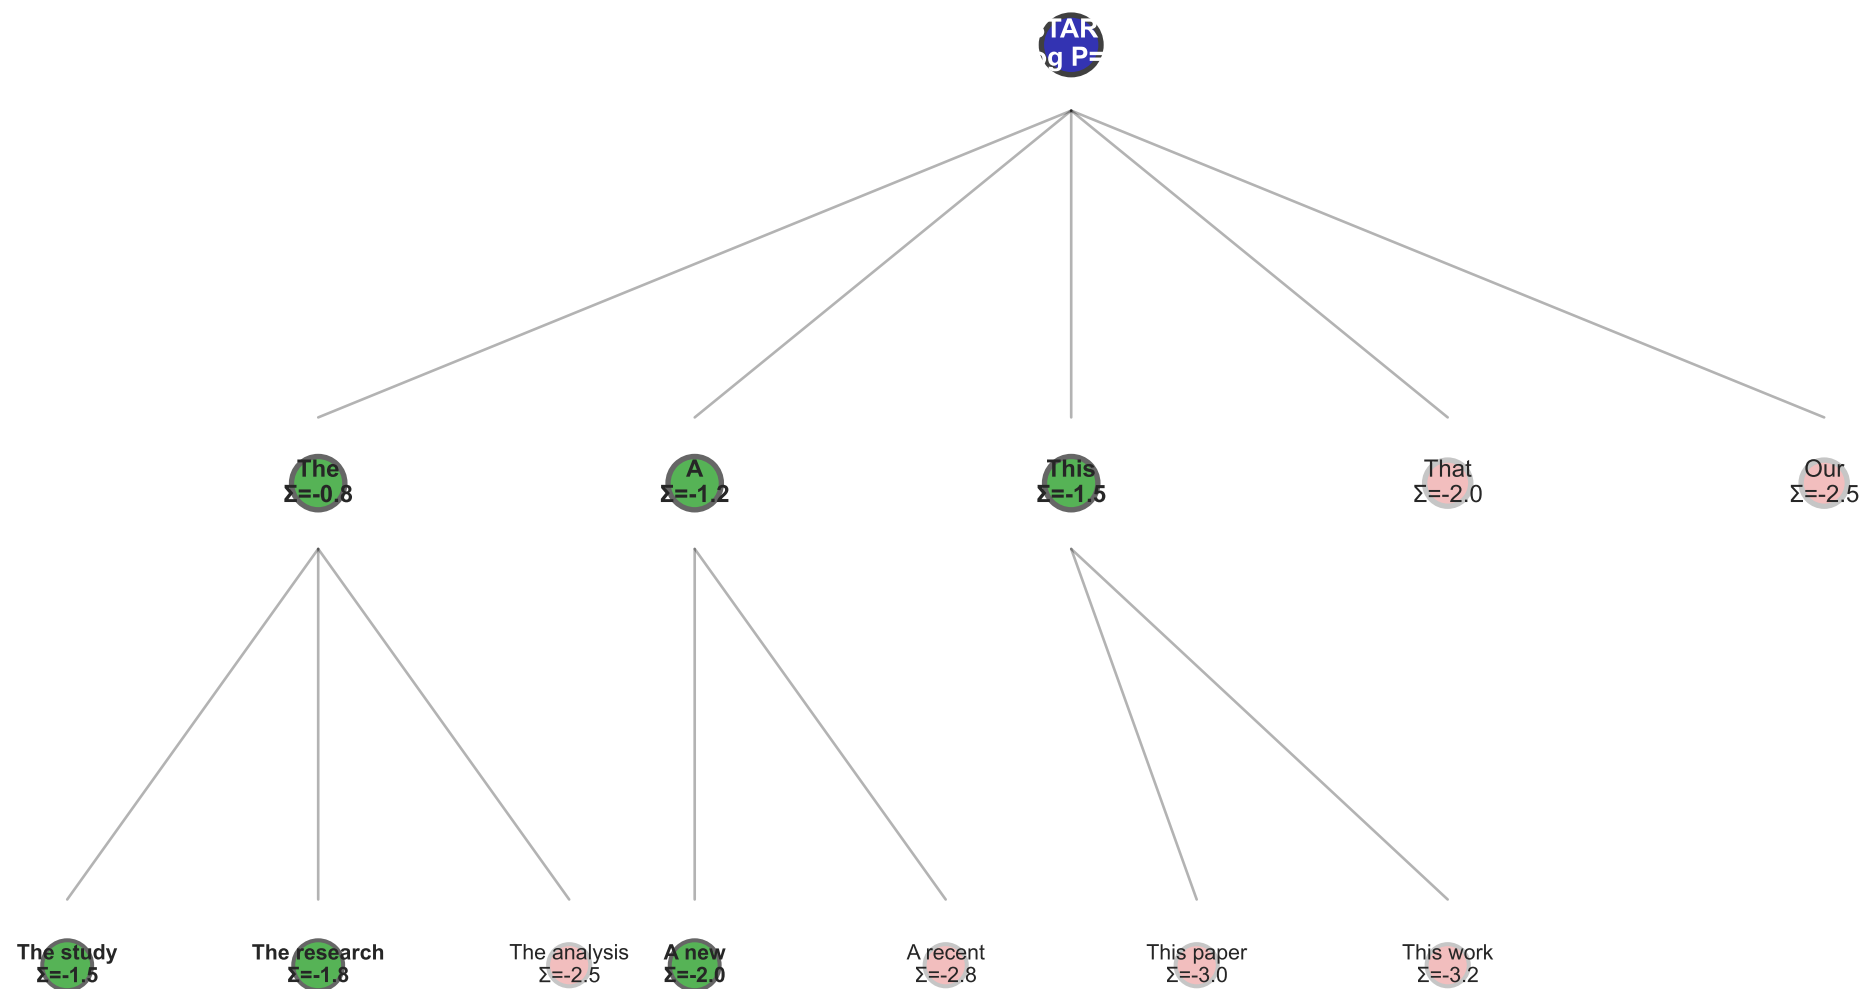 TAR
og P=
The
Σ=-0.8
A
Σ=-1.2
This
Σ=-1.5
That
Σ=-2.0
Our
Σ=-2.5
The study
Σ=-1.5
The research
Σ=-1.8
The analysis
Σ=-2.5
A new
Σ=-2.0
A recent
Σ=-2.8
This paper
Σ=-3.0
This work
Σ=-3.2